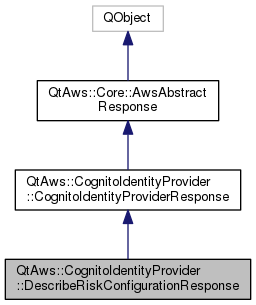 QObject
QtAws::Core::AwsAbstract
Response
QtAws::CognitoIdentityProvider
::CognitoIdentityProviderResponse
QtAws::CognitoIdentityProvider
::DescribeRiskConfigurationResponse